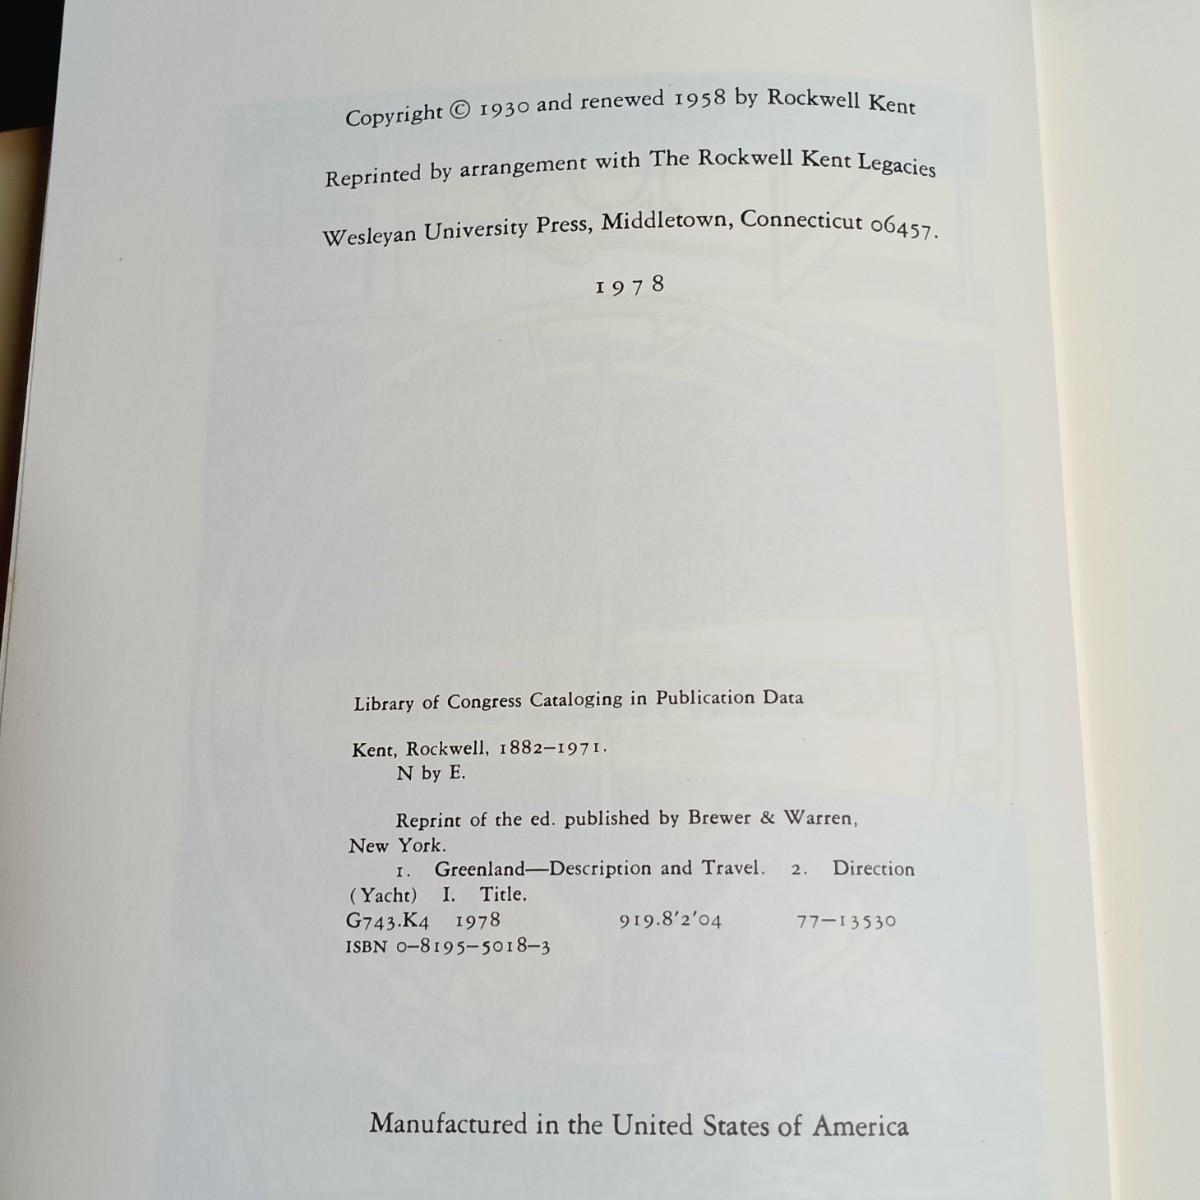 Copyright © 1930 and renewed 1958 by Rockwell Kent
Reprinted by arrangement with The Rockwell Kent Legacies
Wesleyan University Press, Middletown, Connecticut 06457.
1978
Library of Congress Cataloging in Publication Data
Kent, Rockwell, 1882–1971.
N by E.
Reprint of the ed. published by Brewer & Warren,
New York.
1. Greenland—Description and Travel. 2. Direction
(Yacht) I. Title.
G743.K4 1978 919.8'2'04 77–13530
ISBN 0–8195–5018–3
Manufactured in the United States of America